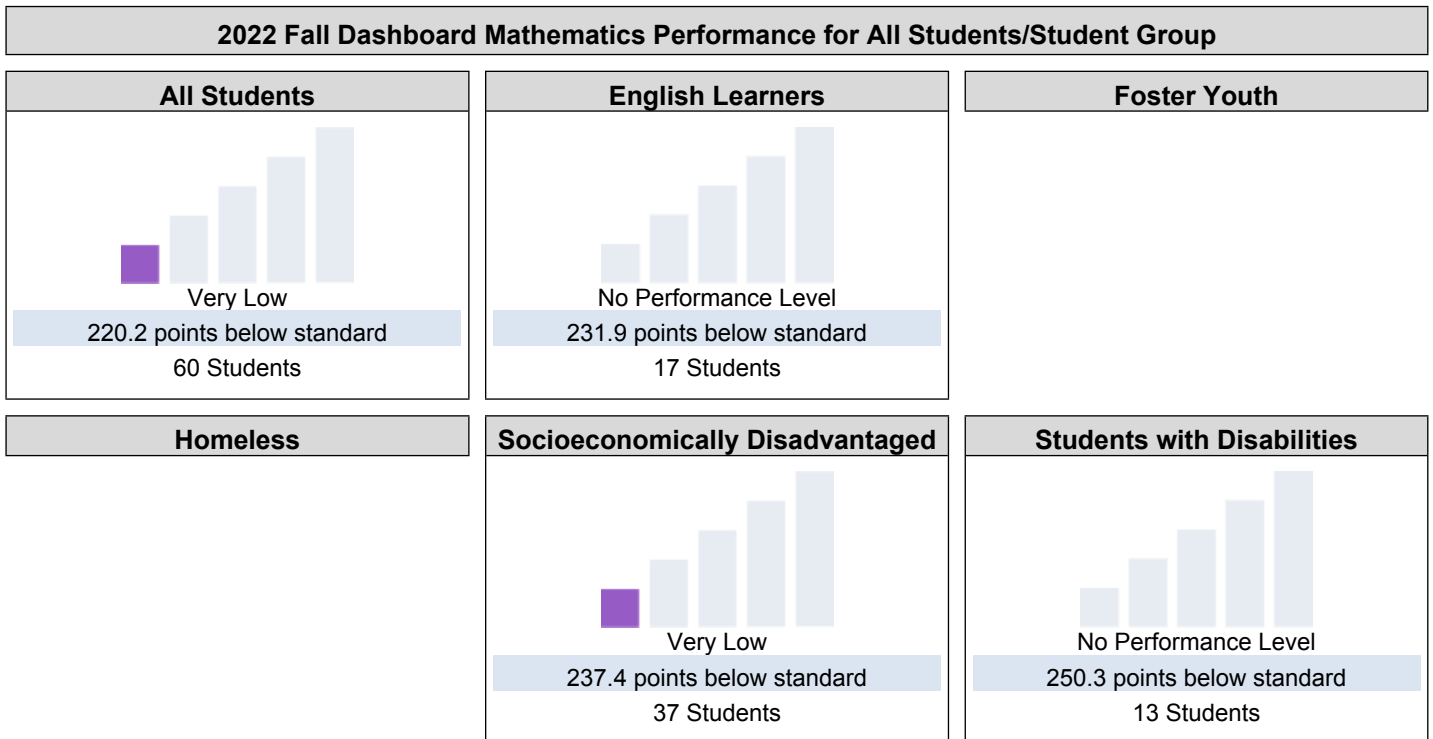 2022 Fall Dashboard Mathematics Performance for All Students/Student Group
All Students
Very Low
220.2 points below standard
60 Students
English Learners
No Performance Level
231.9 points below standard
17 Students
Foster Youth
Homeless
Socioeconomically Disadvantaged
Very Low
237.4 points below standard
37 Students
Students with Disabilities
No Performance Level
250.3 points below standard
13 Students